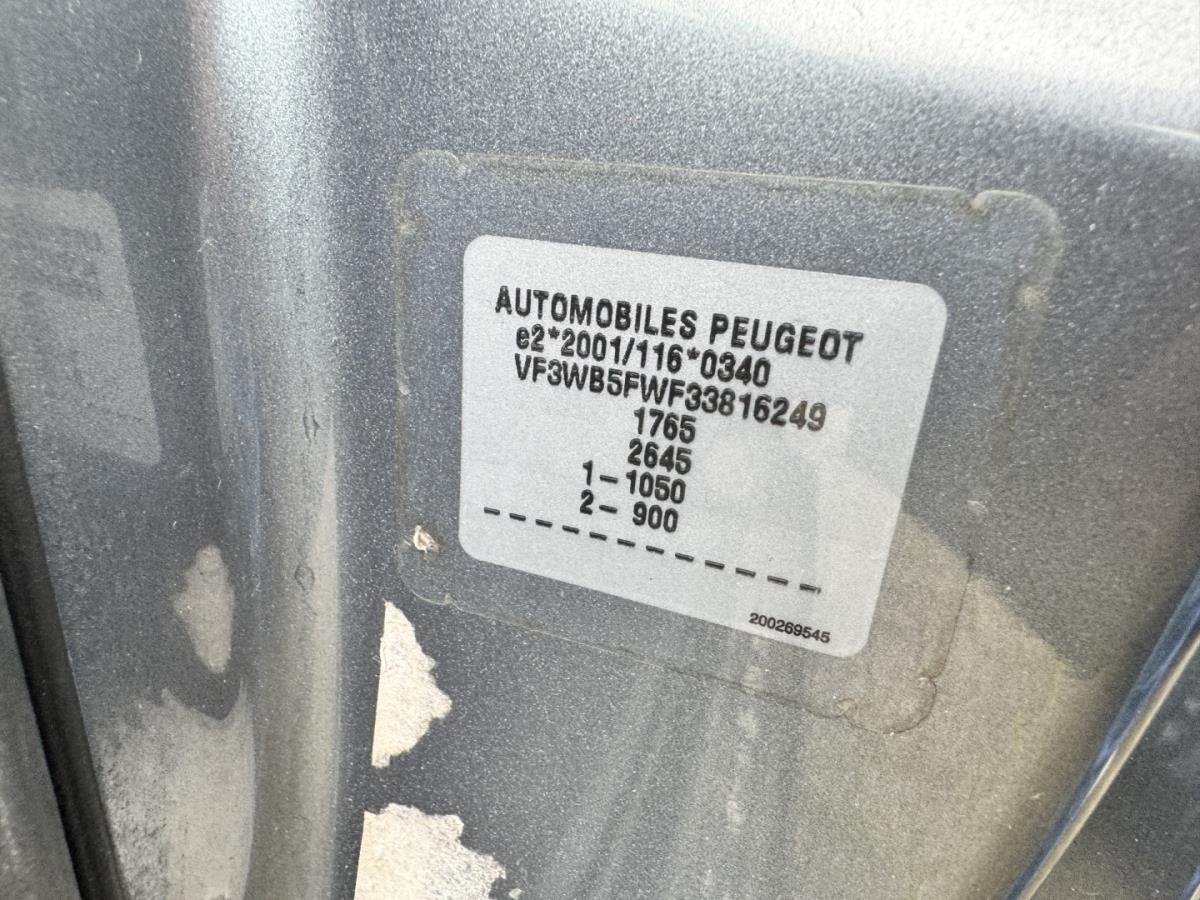 AUTOMOBILES PEUGEOT
e2*2001/116*0340
VF3WB5FWF33816249
1765
2645
1- 1050
2- 900
- - - - - - - - - - - -
200269545